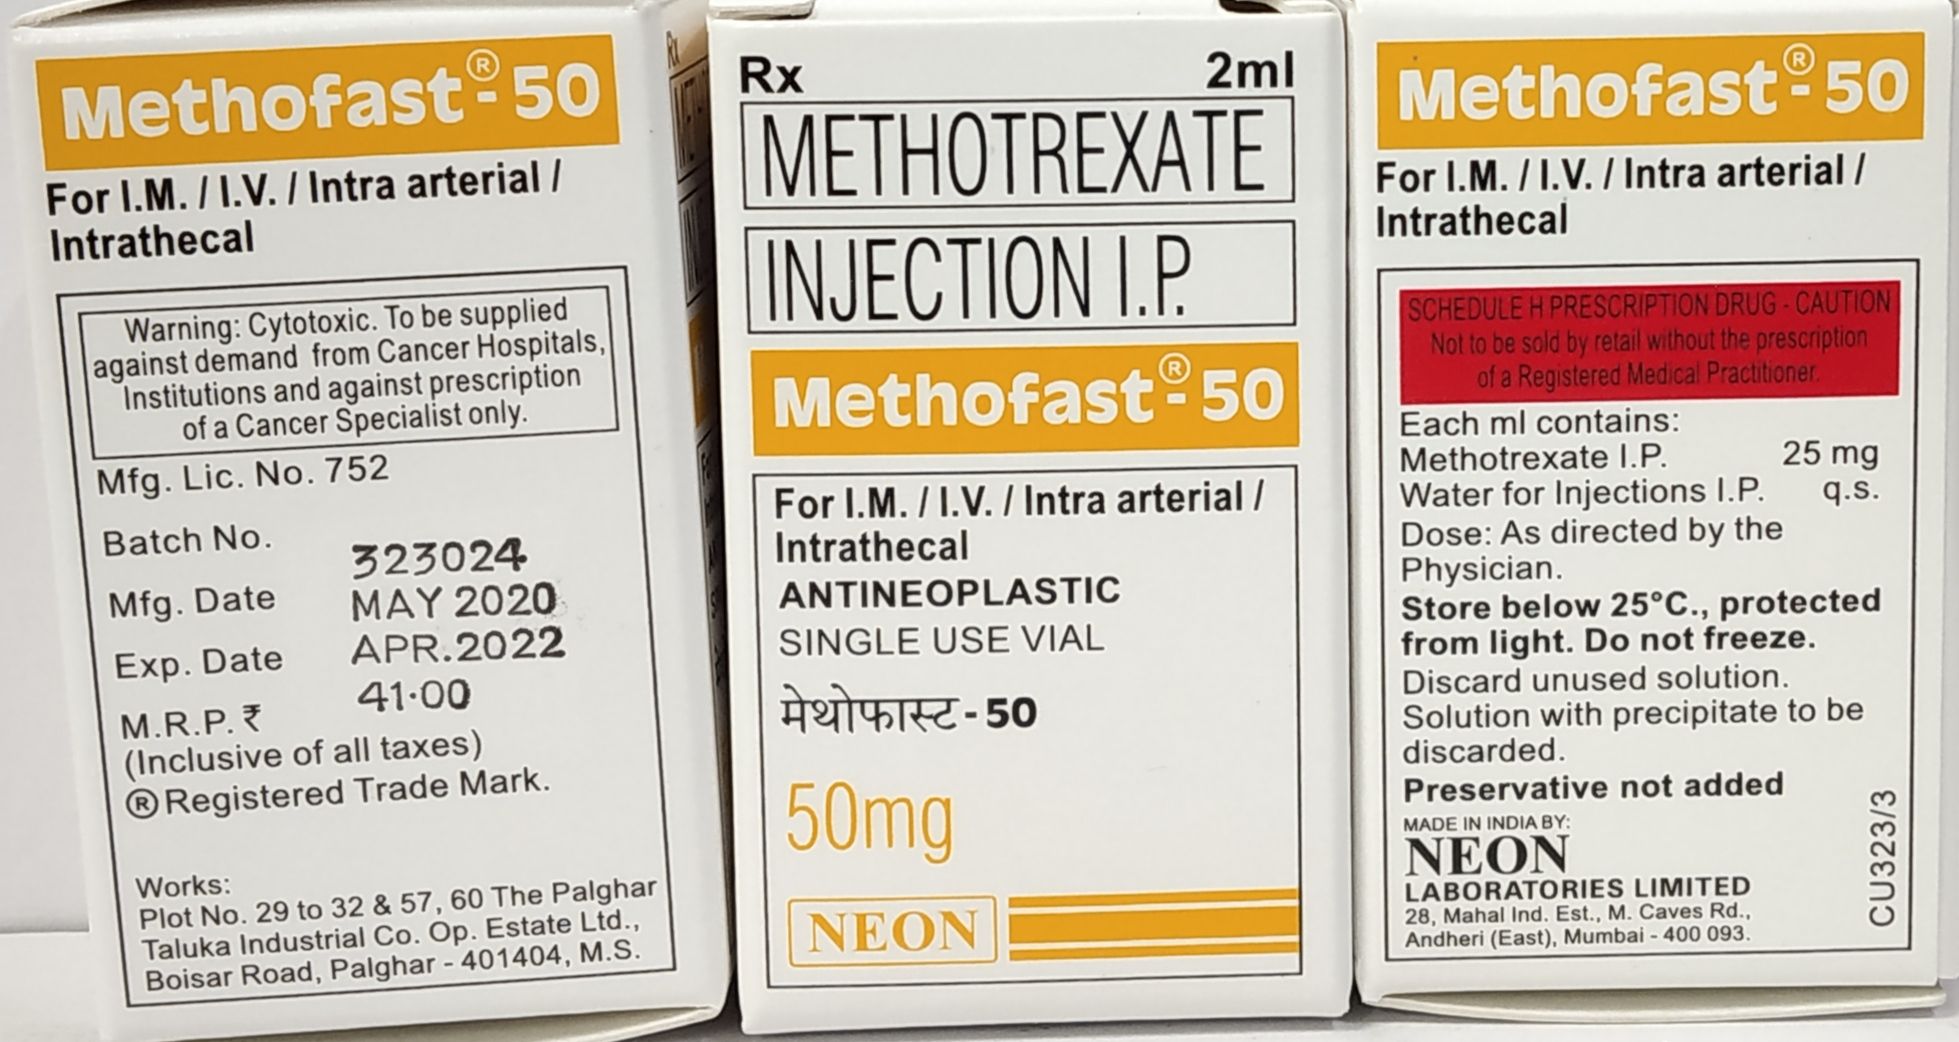 Methofast®-50
For I.M. / I.V. / Intra arterial /
Intrathecal
Warning: Cytotoxic. To be supplied
against demand from Cancer Hospitals,
Institutions and against prescription
of a Cancer Specialist only.
Mfg. Lic. No. 752
Batch No. 323024
Mfg. Date MAY 2020
Exp. Date APR.2022
M.R.P. ₹ 41·00
(Inclusive of all taxes)
® Registered Trade Mark.
Works:
Plot No. 29 to 32 & 57, 60 The Palghar
Taluka Industrial Co. Op. Estate Ltd.,
Boisar Road, Palghar - 401404, M.S.
Rx 2ml
METHOTREXATE
INJECTION I.P.
Methofast®-50
For I.M. / I.V. / Intra arterial /
Intrathecal
ANTINEOPLASTIC
SINGLE USE VIAL
मेथोफास्ट-50
50mg
NEON
Methofast®-50
For I.M. / I.V. / Intra arterial /
Intrathecal
SCHEDULE H PRESCRIPTION DRUG - CAUTION
Not to be sold by retail without the prescription
of a Registered Medical Practitioner.
Each ml contains:
Methotrexate I.P. 25 mg
Water for Injections I.P. q.s.
Dose: As directed by the
Physician.
Store below 25°C., protected
from light. Do not freeze.
Discard unused solution.
Solution with precipitate to be
discarded.
Preservative not added
MADE IN INDIA BY:
NEON
LABORATORIES LIMITED
28, Mahal Ind. Est., M. Caves Rd.,
Andheri (East), Mumbai - 400 093.
CU323/3